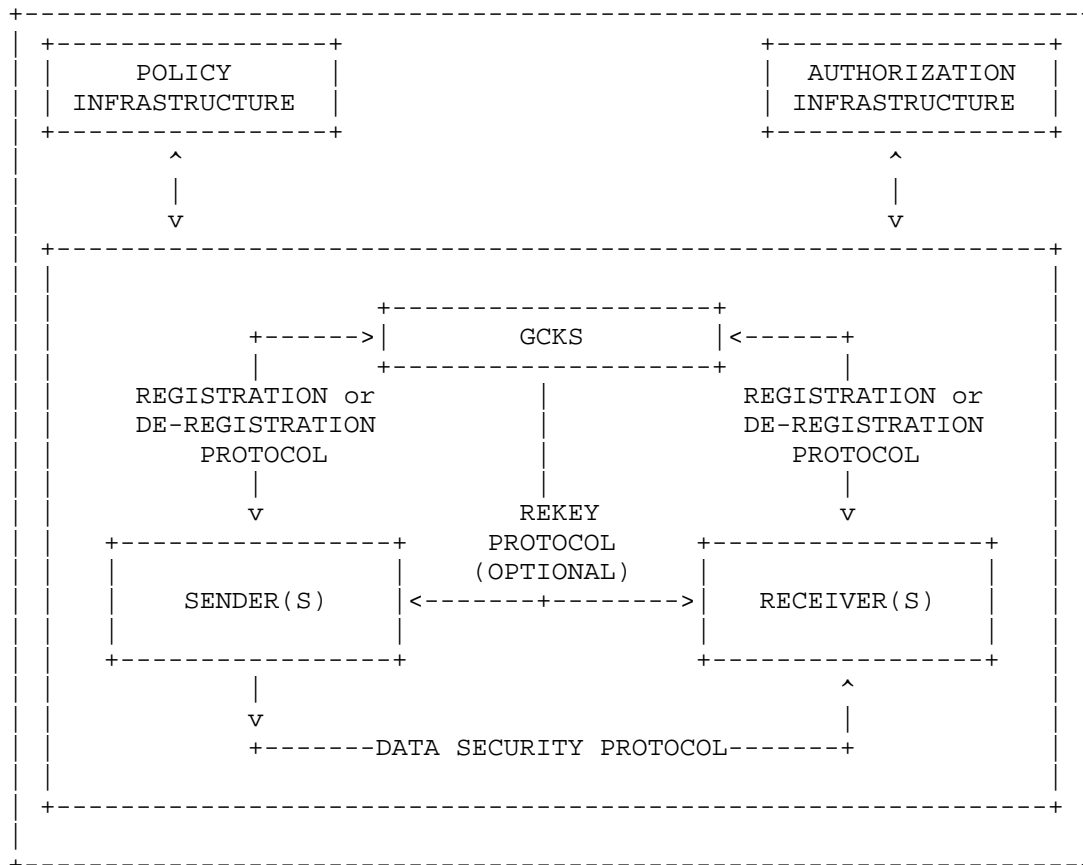 POLICY AUTHORIZATION
INFRASTRUCTURE INFRASTRUCTURE
GCKS
REGISTRATION or REGISTRATION or
DE-REGISTRATION DE-REGISTRATION
PROTOCOL PROTOCOL
REKEY
PROTOCOL
(OPTIONAL)
SENDER(S) RECEIVER(S)
DATA SECURITY PROTOCOL